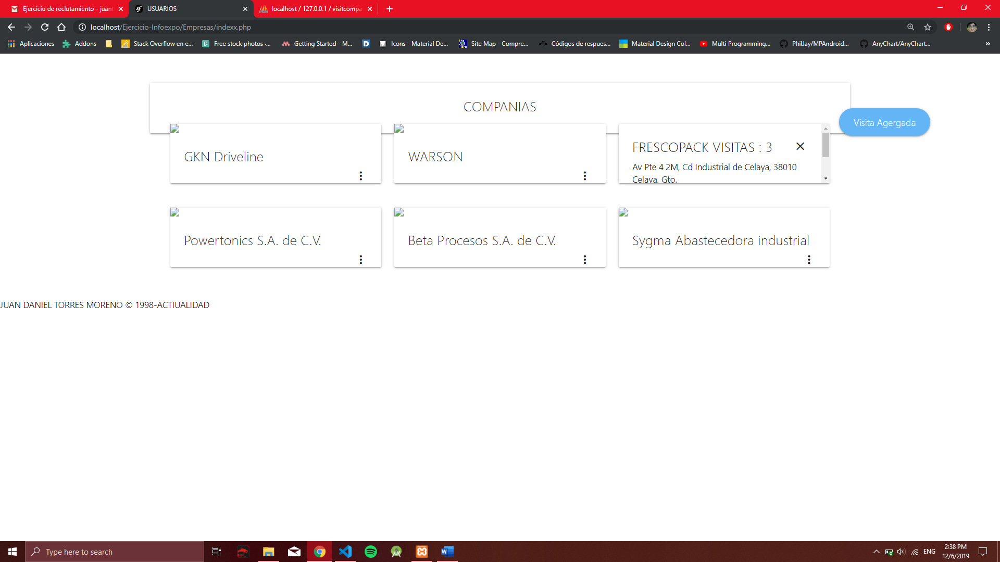 Ejercicio de reclutamiento - juant
USUARIOS
localhost / 127.0.0.1 / visitcompa
localhost/Ejercicio-Infoexpo/Empresas/indexx.php
Aplicaciones
Addons
Stack Overflow en e...
Free stock photos ·...
Getting Started - M...
Icons - Material De...
Site Map - Compre...
Códigos de respues...
Material Design Col...
Multi Programming...
PhilJay/MPAndroid...
AnyChart/AnyChart...
»
COMPANIAS
Visita Agergada
GKN Driveline
WARSON
FRESCOPACK VISITAS : 3
Av Pte 4 2M, Cd Industrial de Celaya, 38010
Celaya, Gto.
Powertonics S.A. de C.V.
Beta Procesos S.A. de C.V.
Sygma Abastecedora industrial
JUAN DANIEL TORRES MORENO © 1998-ACTIUALIDAD
Type here to search
ENG
2:38 PM
12/6/2019